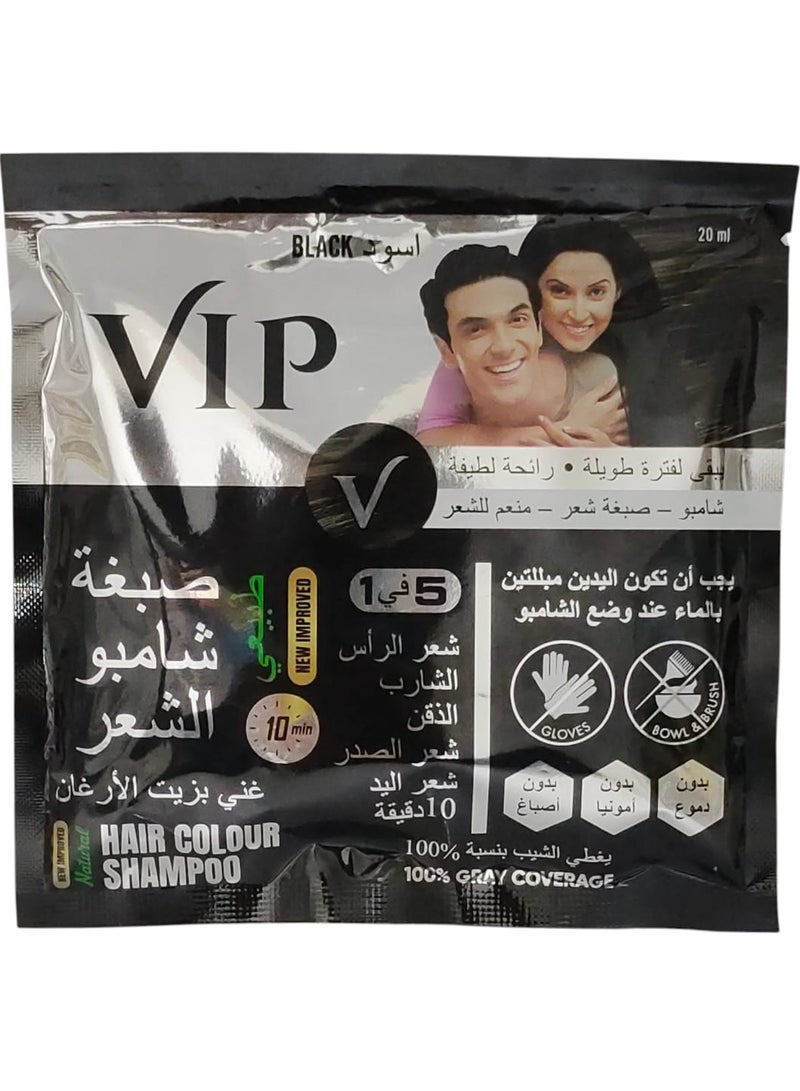 BLACK اسود
20 ml
VIP
يبقى لفترة طويلة • رائحة لطيفة
شامبو – صبغة شعر – منعم للشعر
V
صبغة
شامبو
الشعر
طبيعي
NEW IMPROVED
10 min
غني بزيت الأرغان
NEW IMPROVED
Natural
HAIR COLOUR
SHAMPOO
5 في 1
شعر الرأس
الشارب
الذقن
شعر الصدر
شعر اليد
10دقيقة
يجب أن تكون اليدين مبللتين
بالماء عند وضع الشامبو
GLOVES
BOWL & BRUSH
بدون أصباغ
بدون أمونيا
بدون دموع
يغطي الشيب بنسبة 100%
100% GRAY COVERAGE